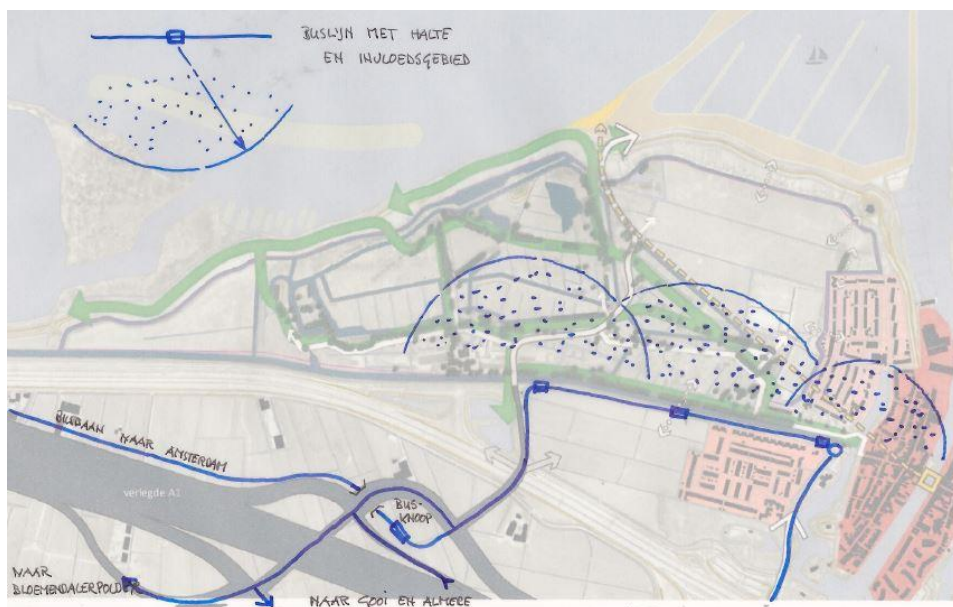 BUSLIJN MET HALTE
EN INVLOEDSGEBIED
BUSBAAN NAAR AMSTERDAM
verlegde A1
BUS-
KNOOP
NAAR
BLOEMENDALERPOLDER
NAAR GOOI EN ALMERE